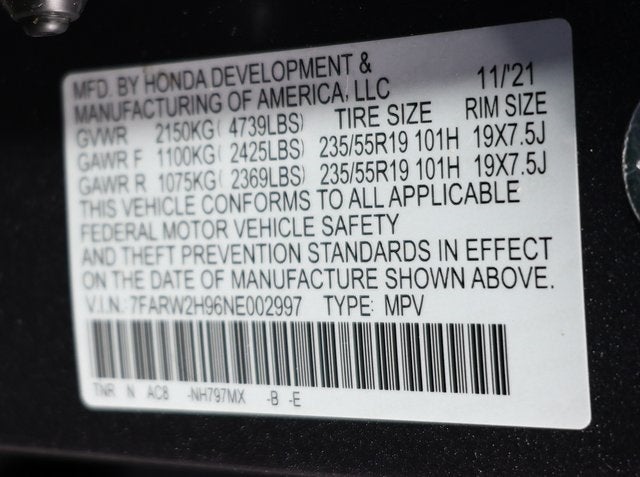 MFD. BY HONDA DEVELOPMENT &
MANUFACTURING OF AMERICA, LLC 11/'21
GVWR 2150KG( 4739LBS) TIRE SIZE RIM SIZE
GAWR F 1100KG( 2425LBS) 235/55R19 101H 19X7.5J
GAWR R 1075KG( 2369LBS) 235/55R19 101H 19X7.5J
THIS VEHICLE CONFORMS TO ALL APPLICABLE
FEDERAL MOTOR VEHICLE SAFETY
AND THEFT PREVENTION STANDARDS IN EFFECT
ON THE DATE OF MANUFACTURE SHOWN ABOVE.
V.I.N.: 7FARW2H96NE002997 TYPE: MPV
TNR N AC8 -NH797MX -B -E